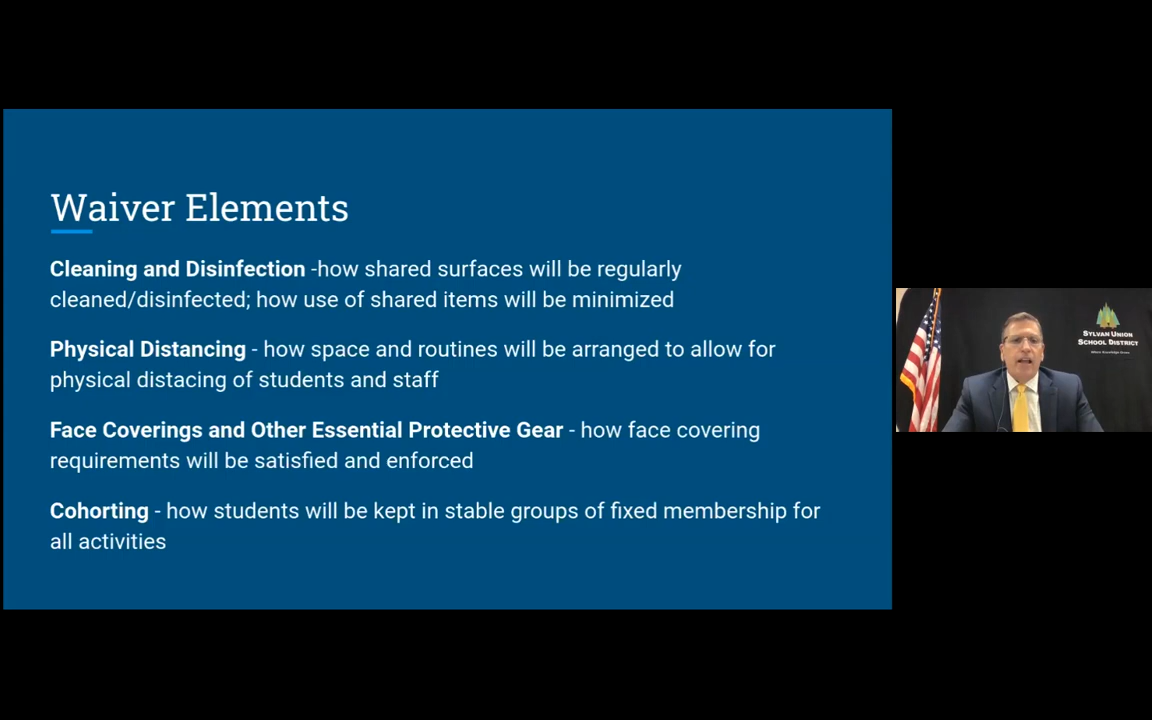 Waiver Elements
Cleaning and Disinfection -how shared surfaces will be regularly
cleaned/disinfected; how use of shared items will be minimized
Physical Distancing - how space and routines will be arranged to allow for
physical distacing of students and staff
Face Coverings and Other Essential Protective Gear - how face covering
requirements will be satisfied and enforced
Cohorting - how students will be kept in stable groups of fixed membership for
all activities
SYLVAN UNION
SCHOOL DISTRICT